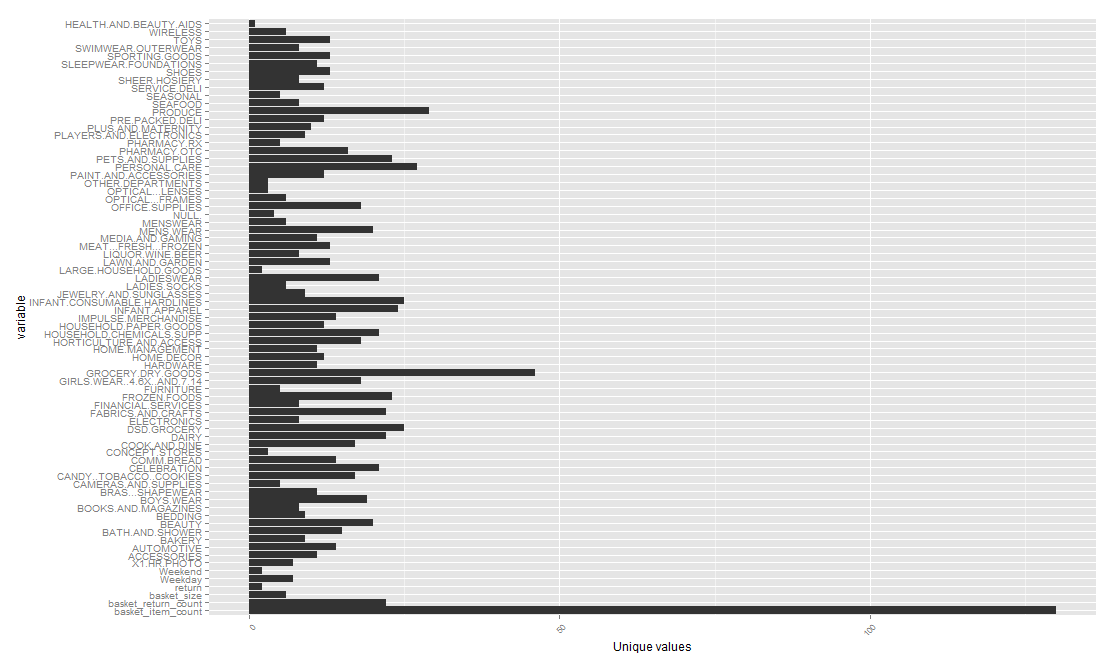 HEALTH.AND.BEAUTY.AIDS
WIRELESS
TOYS
SWIMWEAR.OUTERWEAR
SPORTING.GOODS
SLEEPWEAR.FOUNDATIONS
SHOES
SHEER.HOSIERY
SERVICE.DELI
SEASONAL
SEAFOOD
PRODUCE
PRE.PACKED.DELI
PLUS.AND.MATERNITY
PLAYERS.AND.ELECTRONICS
PHARMACY.RX
PHARMACY.OTC
PETS.AND.SUPPLIES
PERSONAL.CARE
PAINT.AND.ACCESSORIES
OTHER.DEPARTMENTS
OPTICAL...LENSES
OPTICAL...FRAMES
OFFICE.SUPPLIES
NULL.
MENSWEAR
MENS.WEAR
MEDIA.AND.GAMING
MEAT...FRESH...FROZEN
LIQUOR.WINE.BEER
LAWN.AND.GARDEN
LARGE.HOUSEHOLD.GOODS
LADIESWEAR
LADIES.SOCKS
JEWELRY.AND.SUNGLASSES
INFANT.CONSUMABLE.HARDLINES
INFANT.APPAREL
IMPULSE.MERCHANDISE
HOUSEHOLD.PAPER.GOODS
HOUSEHOLD.CHEMICALS.SUPP
HORTICULTURE.AND.ACCESS
HOME.MANAGEMENT
HOME.DECOR
HARDWARE
GROCERY.DRY.GOODS
GIRLS.WEAR..4.6X..AND.7.14
FURNITURE
FROZEN.FOODS
FINANCIAL.SERVICES
FABRICS.AND.CRAFTS
ELECTRONICS
DSD.GROCERY
DAIRY
COOK.AND.DINE
CONCEPT.STORES
COMM.BREAD
CELEBRATION
CANDY..TOBACCO..COOKIES
CAMERAS.AND.SUPPLIES
BRAS...SHAPEWEAR
BOYS.WEAR
BOOKS.AND.MAGAZINES
BEDDING
BEAUTY
BATH.AND.SHOWER
BAKERY
AUTOMOTIVE
ACCESSORIES
X1.HR.PHOTO
Weekend
Weekday
return
basket_size
basket_return_count
basket_item_count
variable
0
50
100
Unique values